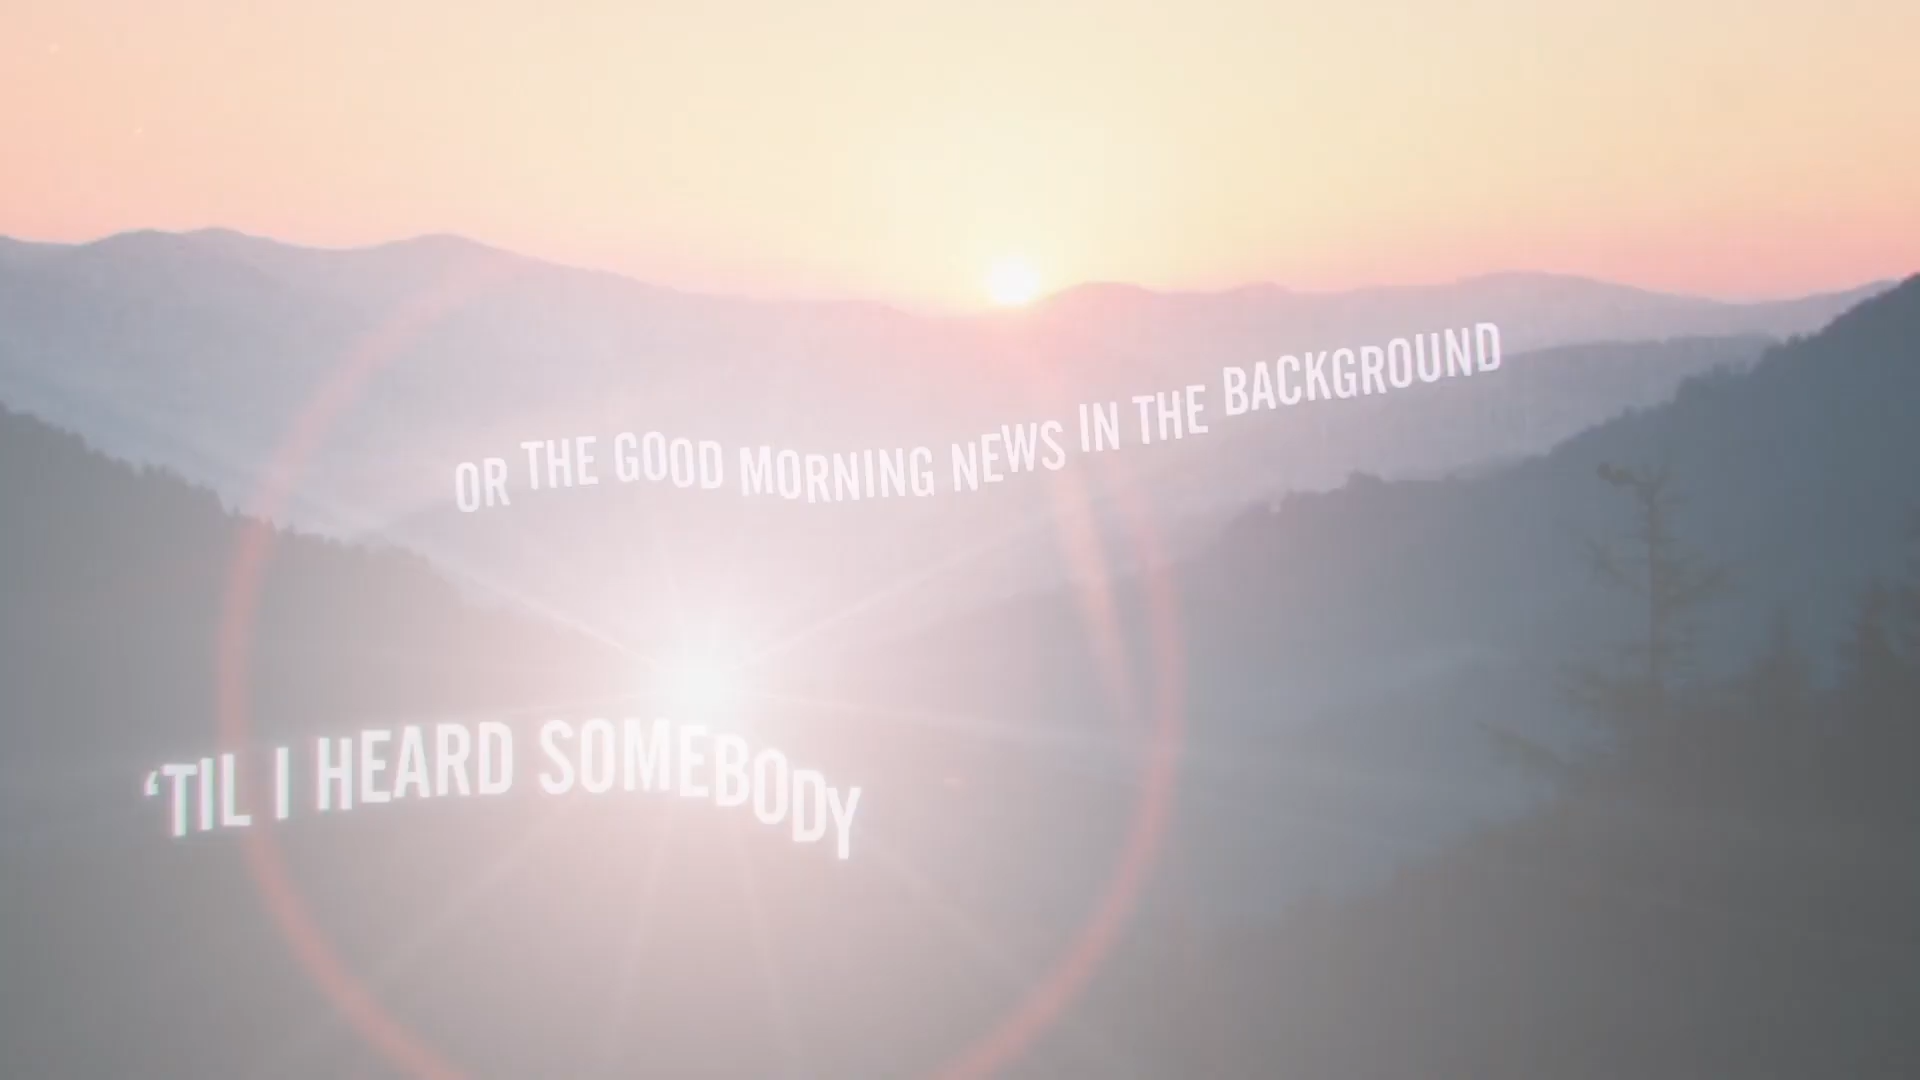 OR THE GOOD MORNING NEWS IN THE BACKGROUND
‘TIL I HEARD SOMEBODY